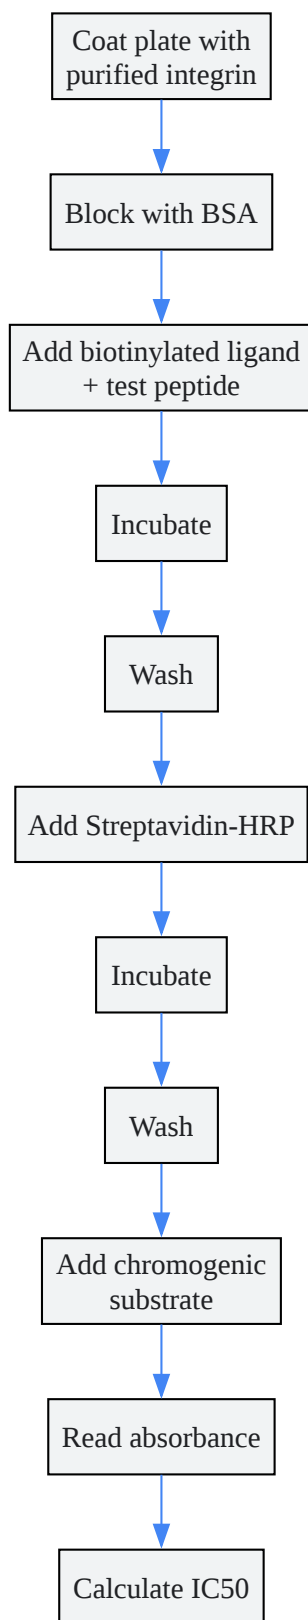 Coat plate with
purified integrin
Block with BSA
Add biotinylated ligand
+ test peptide
Incubate
Wash
Add Streptavidin-HRP
Incubate
Wash
Add chromogenic
substrate
Read absorbance
Calculate IC50